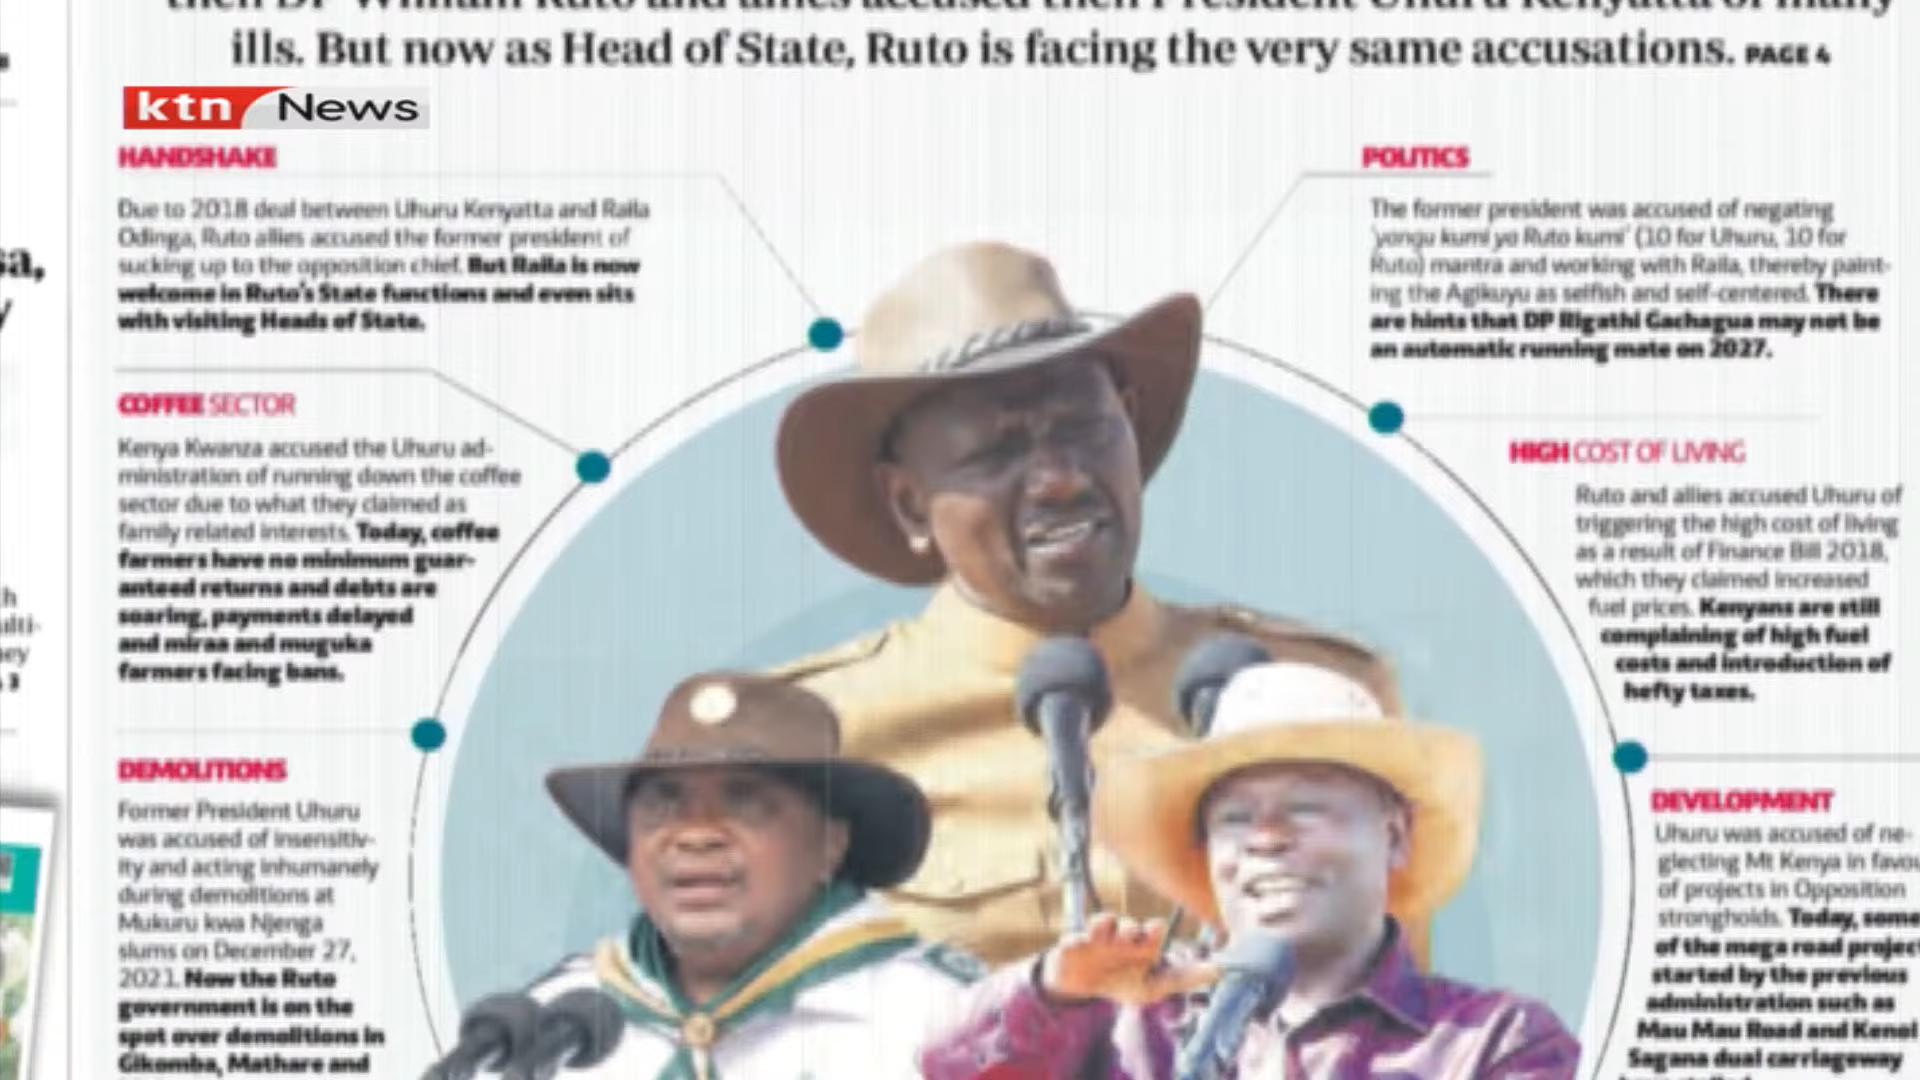 ills. But now as Head of State, Ruto is facing the very same accusations. PAGE 4
ktn News
HANDSHAKE
Due to 2018 deal between Uhuru Kenyatta and Raila
Odinga, Ruto allies accused the former president of
sucking up to the opposition chief. But Raila is now
welcome in Ruto's State functions and even sits
with visiting Heads of State.
COFFEE SECTOR
Kenya Kwanza accused the Uhuru ad-
ministration of running down the coffee
sector due to what they claimed as
family related interests. Today, coffee
farmers have no minimum guar-
anteed returns and debts are
soaring, payments delayed
and miraa and muguka
farmers facing bans.
DEMOLITIONS
Former President Uhuru
was accused of insensitiv-
ity and acting inhumanely
during demolitions at
Mukuru kwa Njenga
slums on December 27,
2021. Now the Ruto
government is on the
spot over demolitions in
Gikomba, Mathare and
POLITICS
The former president was accused of negating
'yangu kumi ya Ruto kumi' (10 for Uhuru, 10 for
Ruto) mantra and working with Raila, thereby paint-
ing the Agikuyu as selfish and self-centered. There
are hints that DP Rigathi Gachagua may not be
an automatic running mate on 2027.
HIGH COST OF LIVING
Ruto and allies accused Uhuru of
triggering the high cost of living
as a result of Finance Bill 2018,
which they claimed increased
fuel prices. Kenyans are still
complaining of high fuel
costs and introduction of
hefty taxes.
DEVELOPMENT
Uhuru was accused of ne-
glecting Mt Kenya in favou
of projects in Opposition
strongholds. Today, some
of the mega road project
started by the previous
administration such as
Mau Mau Road and Kenol
Sagana dual carriageway